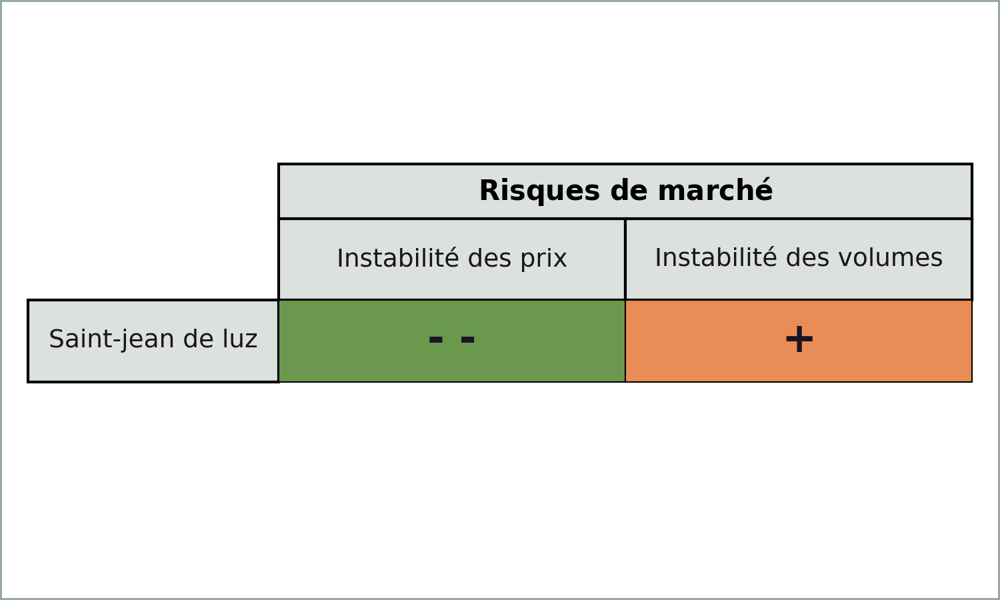 Risques de marché
Instabilité des prix
Instabilité des volumes
Saint-jean de luz
- -
+